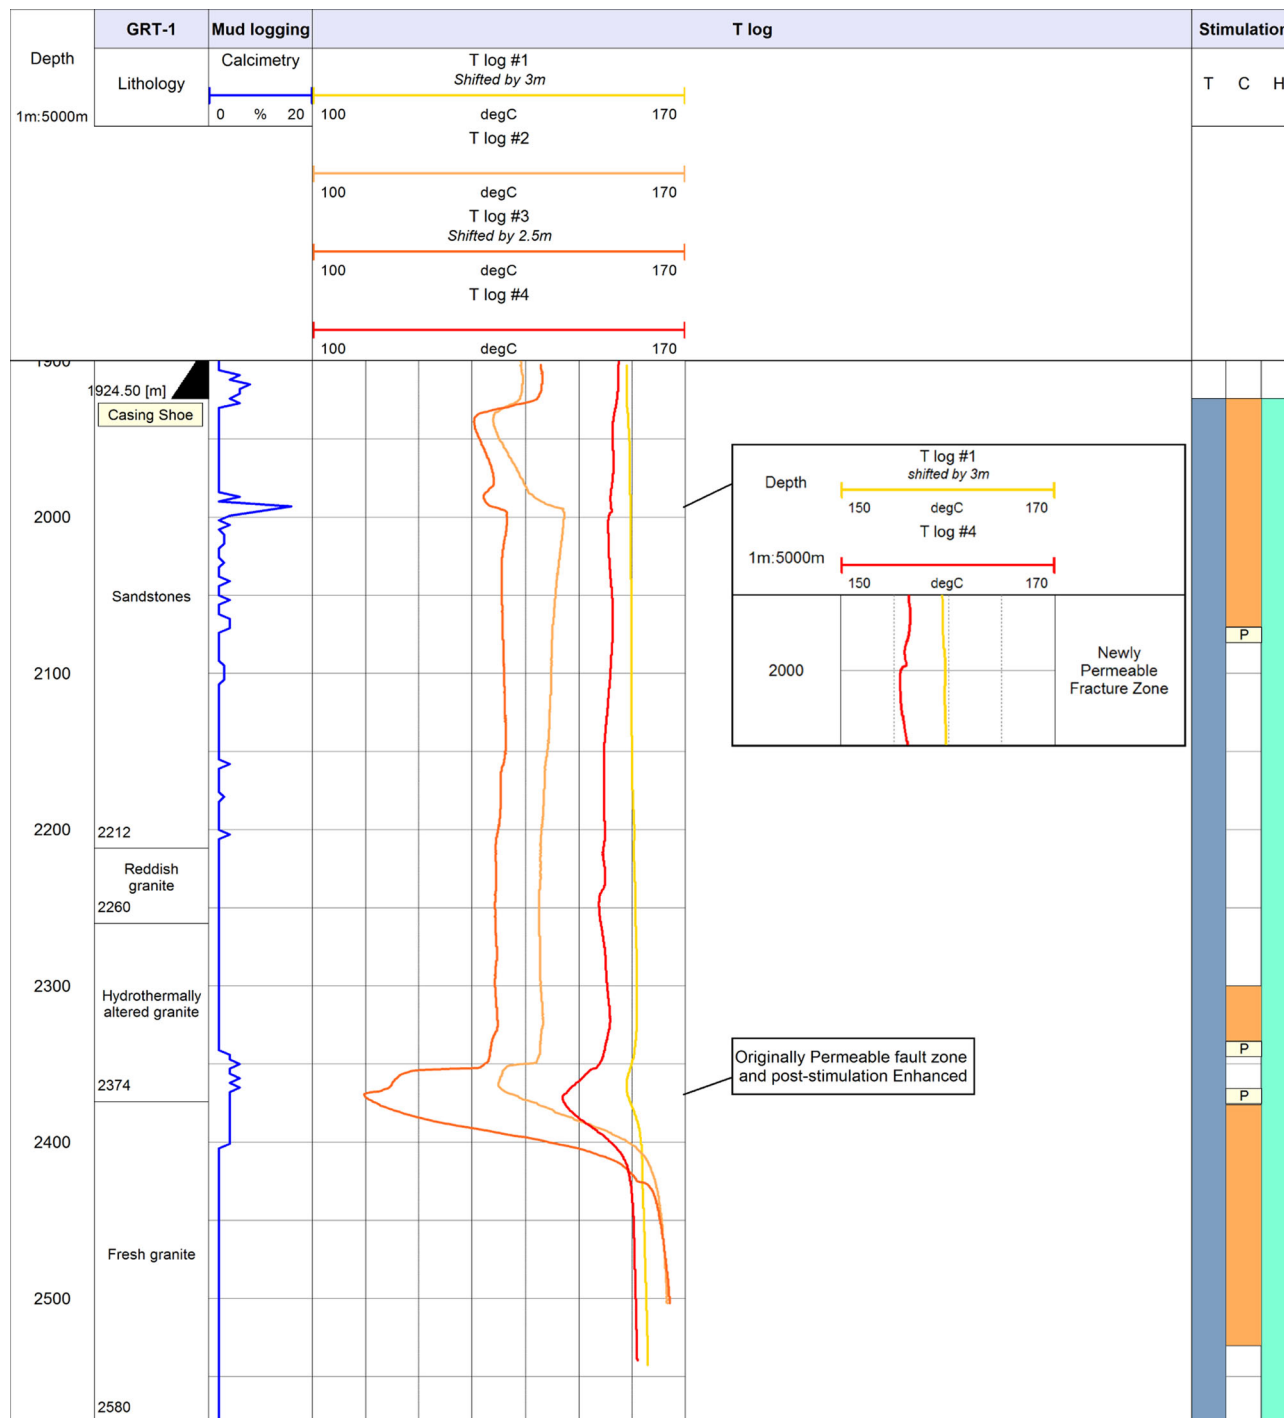 GRT-1 Mud logging T log Stimulation
Depth
1m:5000m
Lithology
Calcimetry
0 % 20
T log #1
Shifted by 3m
100 degC 170
T log #2
100 degC 170
T log #3
Shifted by 2.5m
100 degC 170
T log #4
100 degC 170
T C H
1900
1924.50 [m]
Casing Shoe
2000
Sandstones
2100
2200
2212
Reddish
granite
2260
2300
Hydrothermally
altered granite
2374
2400
Fresh granite
2500
2580
Depth
1m:5000m
T log #1
shifted by 3m
150 degC 170
T log #4
150 degC 170
2000
Newly
Permeable
Fracture Zone
Originally Permeable fault zone
and post-stimulation Enhanced
P
P
P